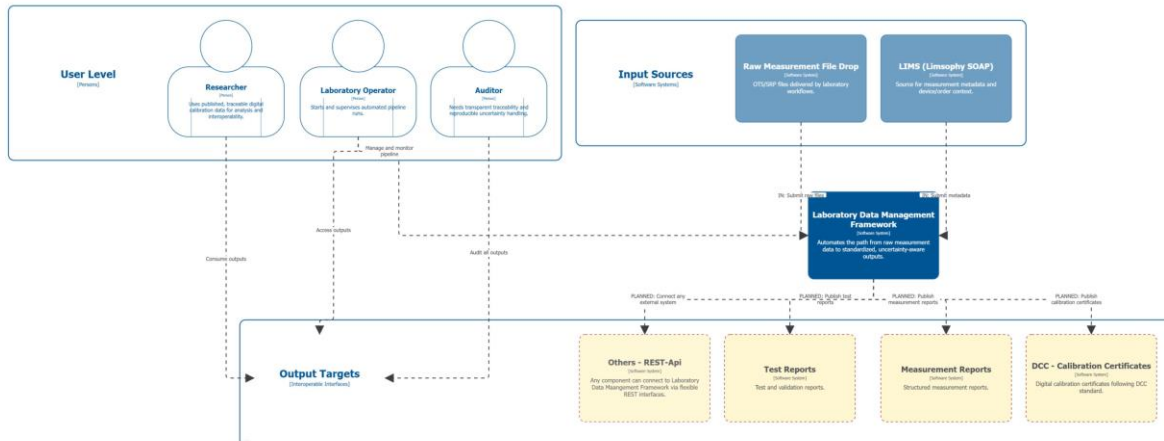 User Level
[Persons]
Researcher
[Person]
Uses published, traceable digital
calibration data for analysis and
interoperability.
Laboratory Operator
[Person]
Starts and supervises automated pipeline
runs.
Auditor
[Person]
Needs transparent traceability and
reproducible uncertainty handling.
Input Sources
[Software Systems]
Raw Measurement File Drop
[Software System]
files delivered by laboratory
workflows.
LIMS (Limsophy SOAP)
[Software System]
Source for measurement metadata and
device/order context.
Manage and monitor
pipeline
IN: Submit raw files
IN: Submit metadata
Laboratory Data Management
Framework
[Software System]
Automates the path from raw measurement
data to standardized, uncertainty-aware
outputs.
Access outputs
Consume outputs
Audit all outputs
PLANNED: Connect any
external system
PLANNED: Publish test
reports
PLANNED: Publish
measurement reports
PLANNED: Publish
calibration certificates
Output Targets
[Interoperable Interfaces]
Others - REST-Api
[Software System]
Any component can connect to Laboratory
Data Management Framework via flexible
REST interfaces.
Test Reports
[Software System]
Test and validation reports.
Measurement Reports
[Software System]
Structured measurement reports.
DCC - Calibration Certificates
[Software System]
Digital calibration certificates following DCC
standard.